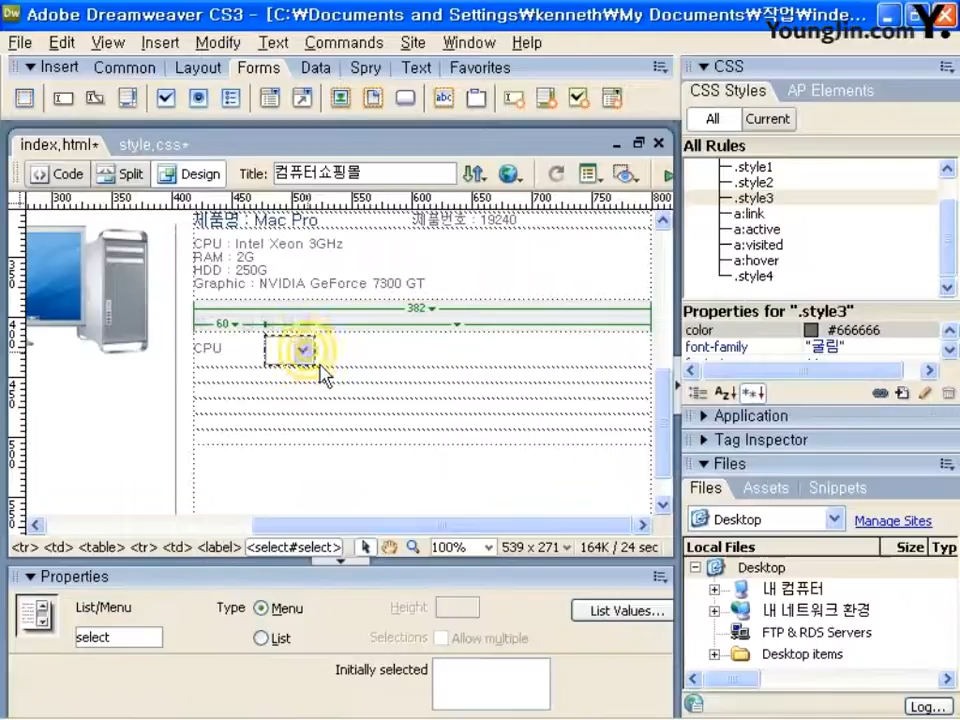 Adobe Dreamweaver CS3 - [C:₩Documents and Settings₩kenneth₩My Documents₩작업₩inde...
YoungJin.com Y.
File Edit View Insert Modify Text Commands Site Window Help
Insert Common Layout Forms Data Spry Text Favorites
index.html* style.css*
Code Split Design Title: 컴퓨터쇼핑몰
300 350 400 450 500 550 600 650 700 750 800
제품명 : Mac Pro 제품번호 : 19240
CPU : Intel Xeon 3GHz
RAM : 2G
HDD : 250G
Graphic : NVIDIA GeForce 7300 GT
382
60
CPU
<tr> <td> <table> <tr> <td> <label> <select#select> 100% 539 x 271 164K / 24 sec
Properties
List/Menu Type Menu Height List Values...
select List Selections Allow multiple
Initially selected
CSS
CSS Styles AP Elements
All Current
All Rules
.style1
.style2
.style3
a:link
a:active
a:visited
a:hover
.style4
Properties for ".style3"
color #666666
font-family "굴림"
Az↓ **↓
Application
Tag Inspector
Files
Files Assets Snippets
Desktop Manage Sites
Local Files Size Typ
Desktop
내 컴퓨터
내 네트워크 환경
FTP & RDS Servers
Desktop items
Log...